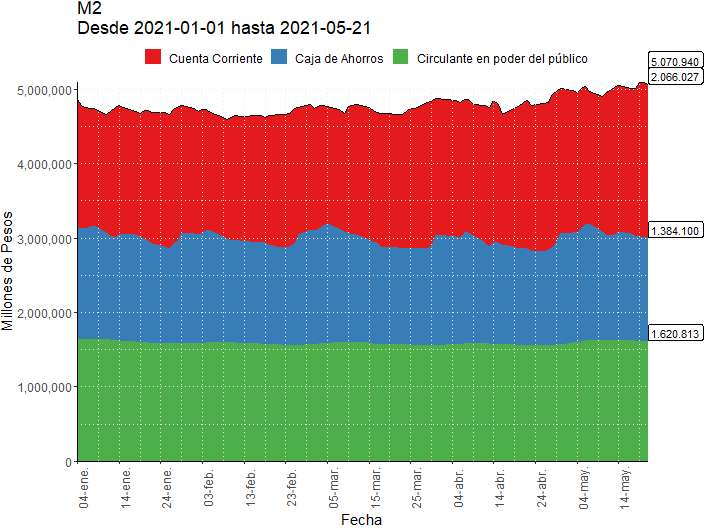 M2
Desde 2021-01-01 hasta 2021-05-21
Cuenta Corriente Caja de Ahorros Circulante en poder del público
5.070.940
2.066.027
5,000,000
4,000,000
1.384.100
3,000,000
2,000,000
1.620.813
1,000,000
0
Millones de Pesos
04-ene. 14-ene. 24-ene. 03-feb. 13-feb. 23-feb. 05-mar. 15-mar. 25-mar. 04-abr. 14-abr. 24-abr. 04-may. 14-may.
Fecha